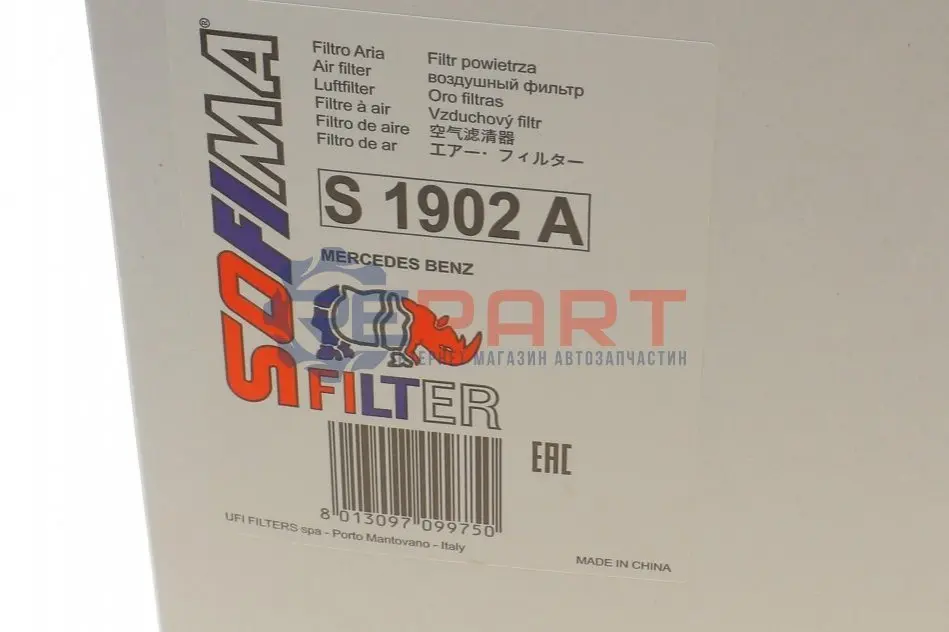 SOFIMA®
Filtro Aria
Air filter
Luftfilter
Filtre à air
Filtro de aire
Filtro de ar
Filtr powietrza
воздушный фильтр
Oro filtras
Vzduchový filtr
空气滤清器
エアー・フィルター
S 1902 A
MERCEDES BENZ
REPART
ІНТЕРНЕТ МАГАЗИН АВТОЗАПЧАСТИН
FILTER
EAC
8 013097 099750
UFI FILTERS spa - Porto Mantovano - Italy
MADE IN CHINA